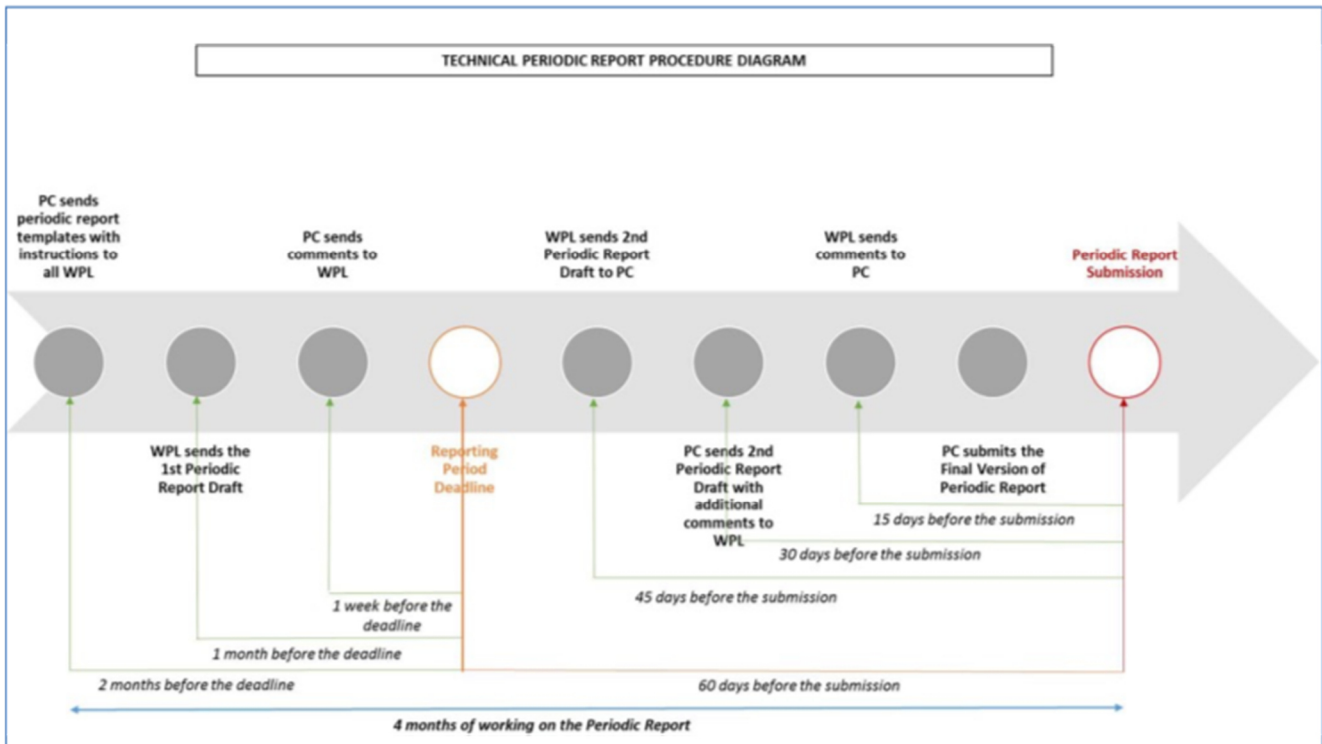 TECHNICAL PERIODIC REPORT PROCEDURE DIAGRAM
PC sends
periodic report
templates with
instructions to
all WPL
PC sends
comments to
WPL
WPL sends 2nd
Periodic Report
Draft to PC
WPL sends
comments to
PC
Periodic Report
Submission
WPL sends the
1st Periodic
Report Draft
Reporting
Period
Deadline
PC sends 2nd
Periodic Report
Draft with
additional
comments to
WPL
PC submits the
Final Version of
Periodic Report
15 days before the submission
30 days before the submission
45 days before the submission
1 week before the
deadline
1 month before the deadline
2 months before the deadline
60 days before the submission
4 months of working on the Periodic Report